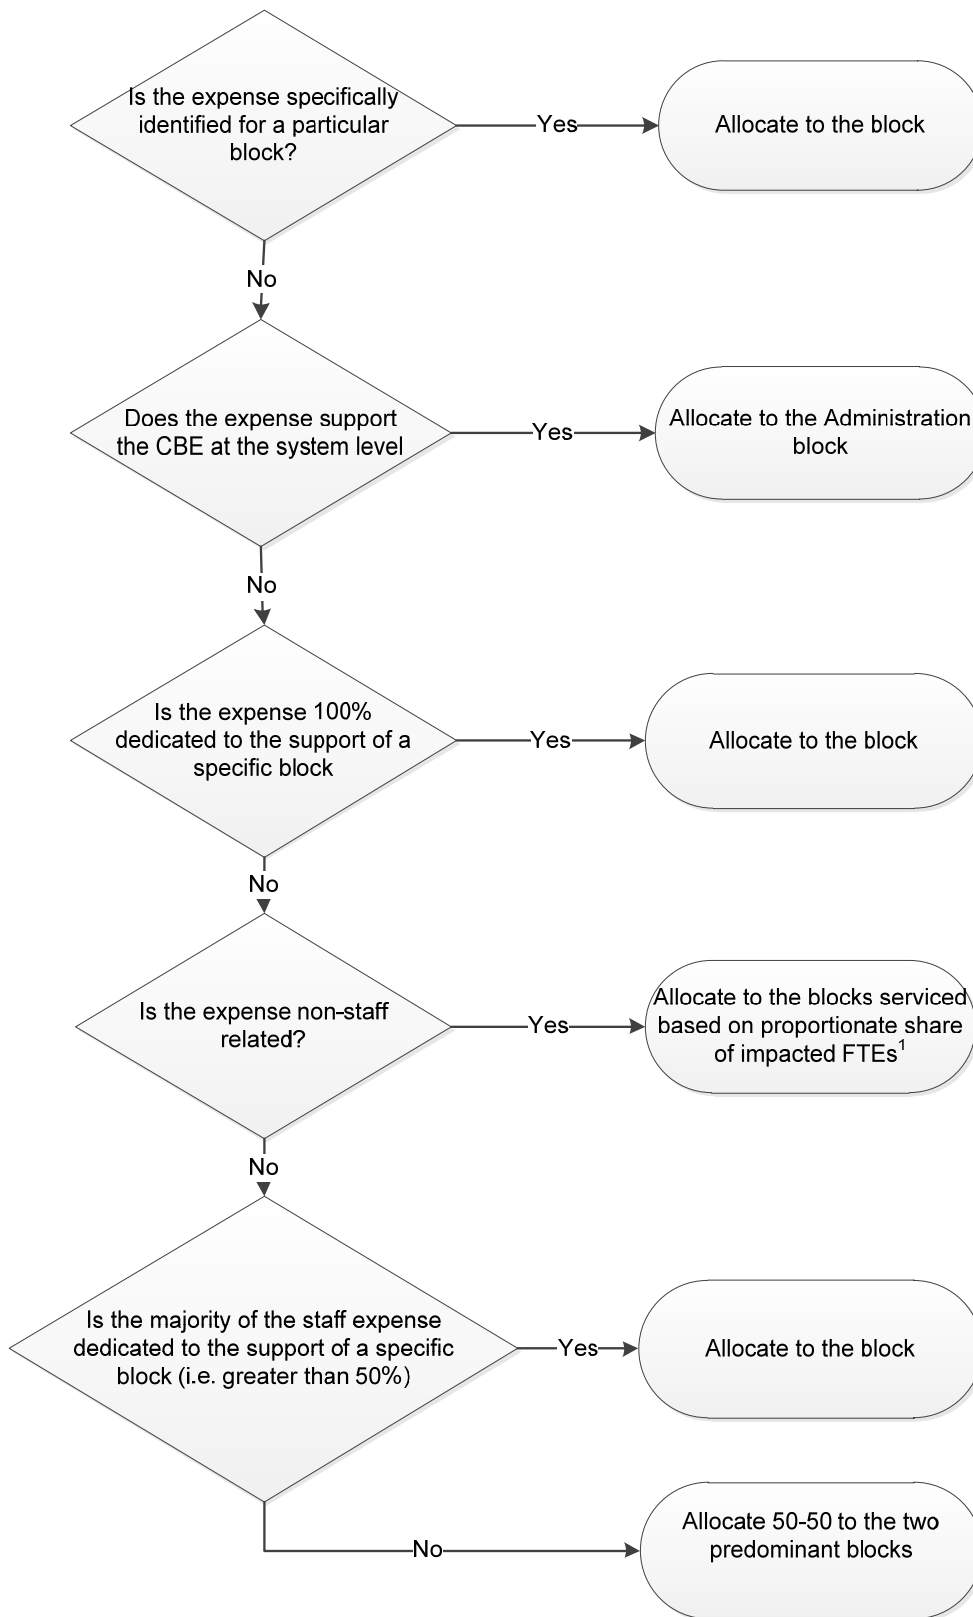 Is the expense specifically
identified for a particular
block?
Yes
Allocate to the block
No
Does the expense support
the CBE at the system level
Yes
Allocate to the Administration
block
No
Is the expense 100%
dedicated to the support of a
specific block
Yes
Allocate to the block
No
Is the expense non-staff
related?
Yes
Allocate to the blocks serviced
based on proportionate share
of impacted FTEs¹
No
Is the majority of the staff expense
dedicated to the support of a specific
block (i.e. greater than 50%)
Yes
Allocate to the block
No
Allocate 50-50 to the two
predominant blocks